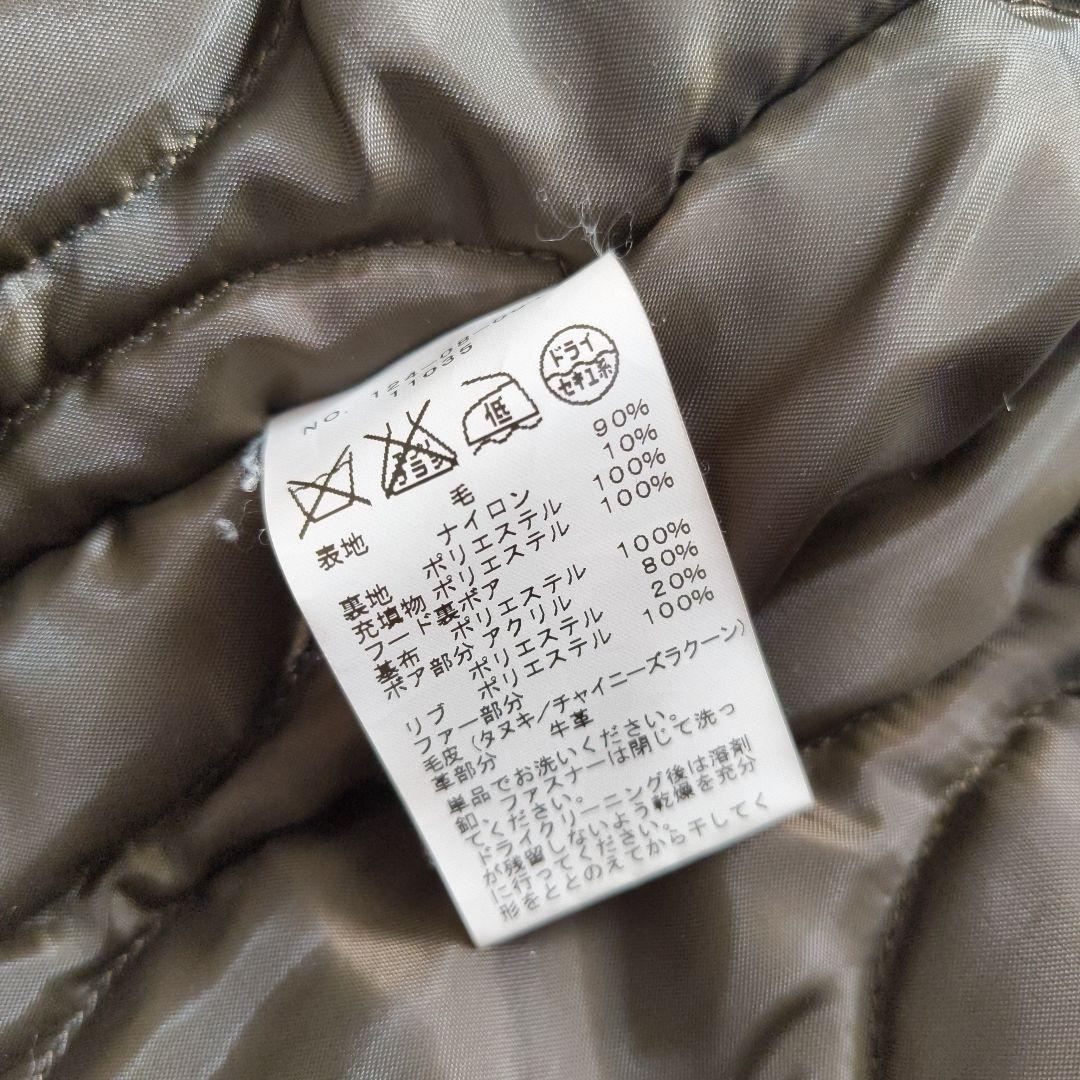 NO. 124-08-00
11035
エンソ サラシ 低 ドライ セキユ系
表地 毛 90%
ナイロン 10%
裏地 ポリエステル 100%
充填物 ポリエステル 100%
フード裏ボア
基布 ポリエステル 100%
ボア部分 アクリル 80%
ポリエステル 20%
リブ ポリエステル 100%
ファー部分
毛皮(タヌキ/チャイニーズラクーン)
革部分 牛革
単品でお洗いください。
釦、ファスナーは閉じて洗っ
てください。
ドライクリーニング後は溶剤
が残留しないよう乾燥を充分
に行ってください。
形をととのえてから干してく